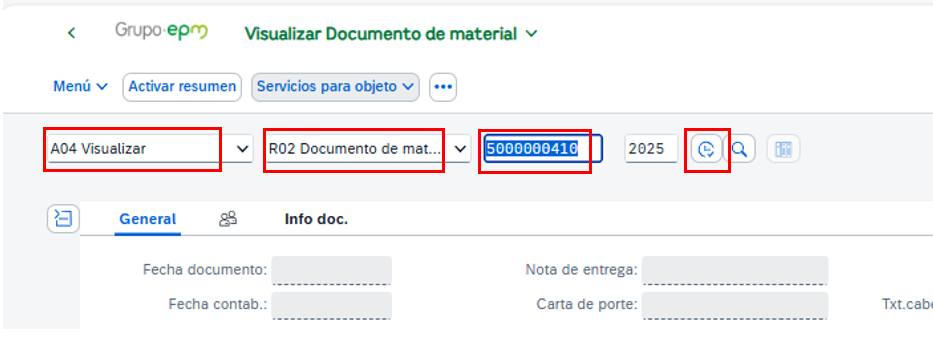 Grupo·epm Visualizar Documento de material
Menú Activar resumen Servicios para objeto
A04 Visualizar R02 Documento de mat... 5000000410 2025
General Info doc.
Fecha documento: Nota de entrega:
Fecha contab.: Carta de porte: Txt.cabe